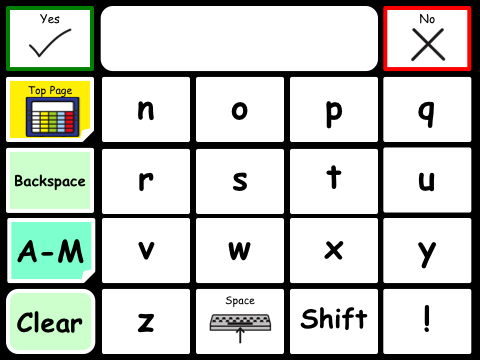 Yes
No
Top Page
n o p q
Backspace
r s t u
A-M
v w x y
Clear
z
Space
Shift
!